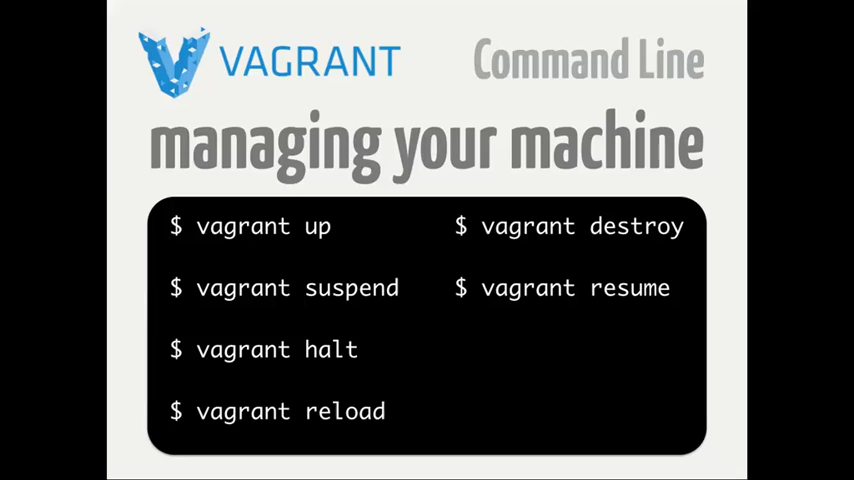 VAGRANT Command Line
managing your machine
$ vagrant up $ vagrant destroy
$ vagrant suspend $ vagrant resume
$ vagrant halt
$ vagrant reload